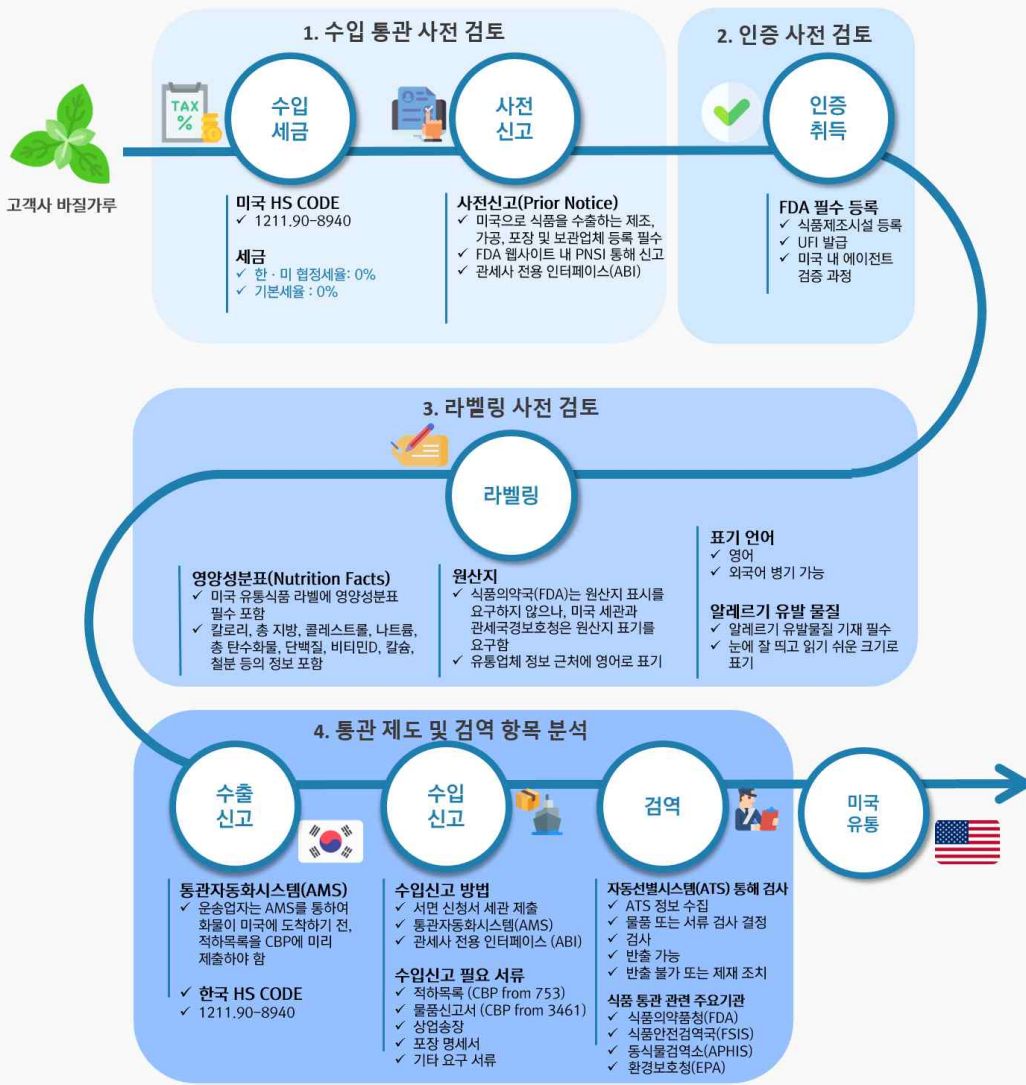 1. 수입 통관 사전 검토
TAX
%
수입
세금
사전
신고
고객사 바질가루
미국 HS CODE
✓ 1211.90-8940
세금
✓ 한·미 협정세율: 0%
✓ 기본세율 : 0%
사전신고(Prior Notice)
✓ 미국으로 식품을 수출하는 제조,
가공, 포장 및 보관업체 등록 필수
✓ FDA 웹사이트 내 PNSI 통해 신고
✓ 관세사 전용 인터페이스(ABI)
2. 인증 사전 검토
인증
취득
FDA 필수 등록
✓ 식품제조시설 등록
✓ UFI 발급
✓ 미국 내 에이전트
검증 과정
3. 라벨링 사전 검토
라벨링
영양성분표(Nutrition Facts)
✓ 미국 유통식품 라벨에 영양성분표
필수 포함
✓ 칼로리, 총 지방, 콜레스트롤, 나트륨,
총 탄수화물, 단백질, 비티민D, 칼슘,
철분 등의 정보 포함
원산지
✓ 식품의약국(FDA)는 원산지 표시를
요구하지 않으나, 미국 세관과
관세국경보호청은 원산지 표기를
요구함
✓ 유통업체 정보 근처에 영어로 표기
표기 언어
✓ 영어
✓ 외국어 병기 가능
알레르기 유발 물질
✓ 알레르기 유발물질 기재 필수
✓ 눈에 잘 띄고 읽기 쉬운 크기로
표기
4. 통관 제도 및 검역 항목 분석
수출
신고
수입
신고
검역
미국
유통
통관자동화시스템(AMS)
✓ 운송업자는 AMS를 통하여
화물이 미국에 도착하기 전,
적하목록을 CBP에 미리
제출하야 함
✓ 한국 HS CODE
✓ 1211.90-8940
수입신고 방법
✓ 서면 신청서 세관 제출
✓ 통관자동화시스템(AMS)
✓ 관세사 전용 인터페이스 (ABI)
수입신고 필요 서류
✓ 적하목록 (CBP from 753)
✓ 물품신고서 (CBP from 3461)
✓ 상업송장
✓ 포장 명세서
✓ 기타 요구 서류
자동선별시스템(ATS) 통해 검사
✓ ATS 정보 수집
✓ 물품 또는 서류 검사 결정
✓ 검사
✓ 반출 가능
✓ 반출 불가 또는 제재 조치
식품 통관 관련 주요기관
✓ 식품의약품청(FDA)
✓ 식품안전검역국(FSIS)
✓ 동식물검역소(APHIS)
✓ 환경보호청(EPA)